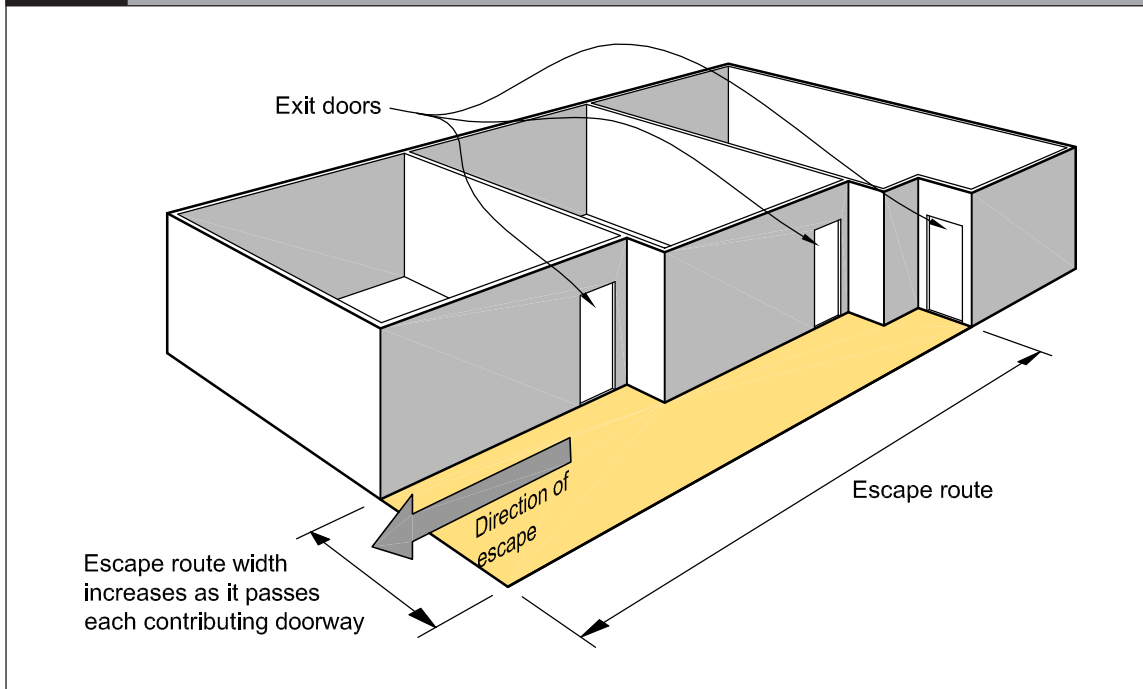 Exit doors
Direction of
escape
Escape route
Escape route width
increases as it passes
each contributing doorway